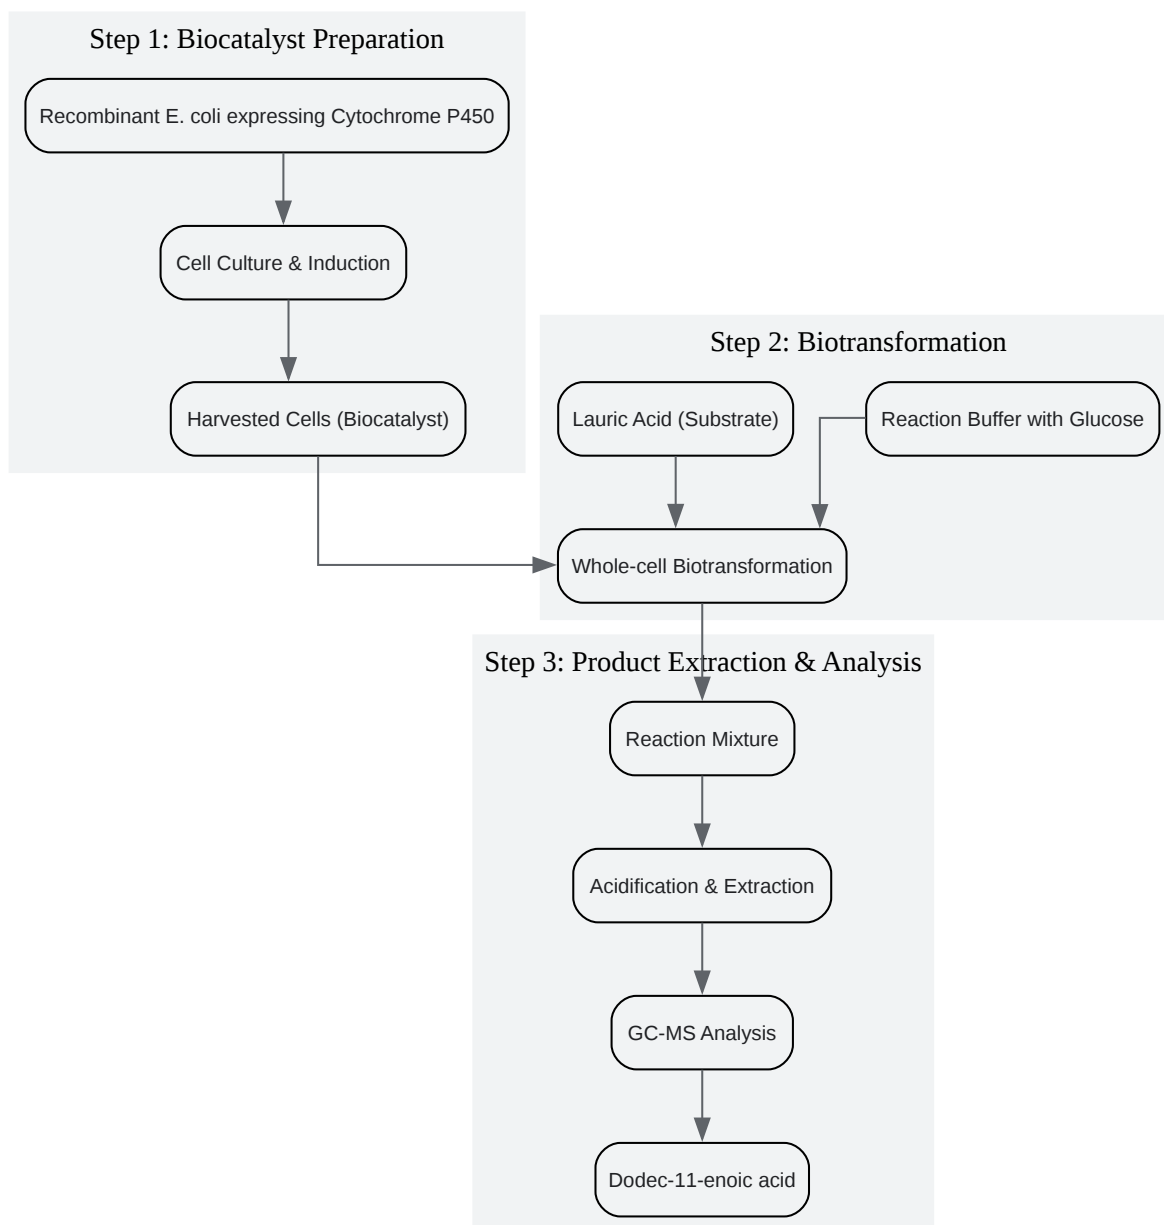 Step 1: Biocatalyst Preparation
Recombinant E. coli expressing Cytochrome P450
Cell Culture & Induction
Harvested Cells (Biocatalyst)
Step 2: Biotransformation
Lauric Acid (Substrate)
Reaction Buffer with Glucose
Whole-cell Biotransformation
Step 3: Product Extraction & Analysis
Reaction Mixture
Acidification & Extraction
GC-MS Analysis
Dodec-11-enoic acid